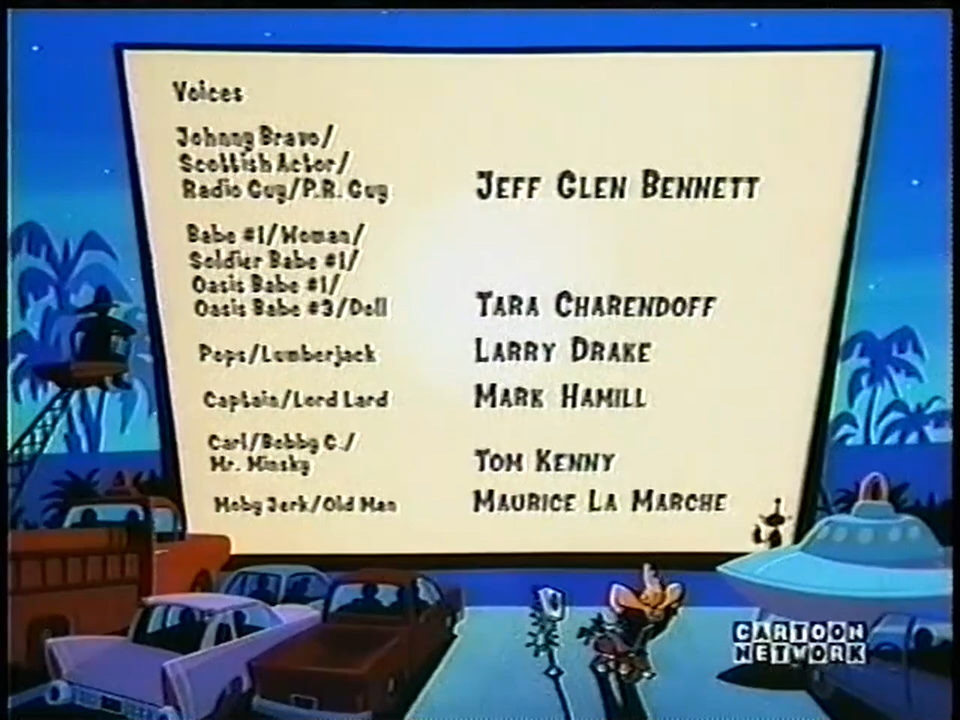 Voices
Johnny Bravo/
Scottish Actor/
Radio Guy/P.R. Guy
JEFF GLEN BENNETT
Babe #1/Woman/
Soldier Babe #1/
Oasis Babe #1/
Oasis Babe #3/Doll
TARA CHARENDOFF
Pops/Lumberjack
LARRY DRAKE
Captain/Lord Lard
MARK HAMILL
Carl/Bobby C./
Mr. Minsky
TOM KENNY
Moby Jerk/Old Man
MAURICE LA MARCHE
CARTOON
NETWORK